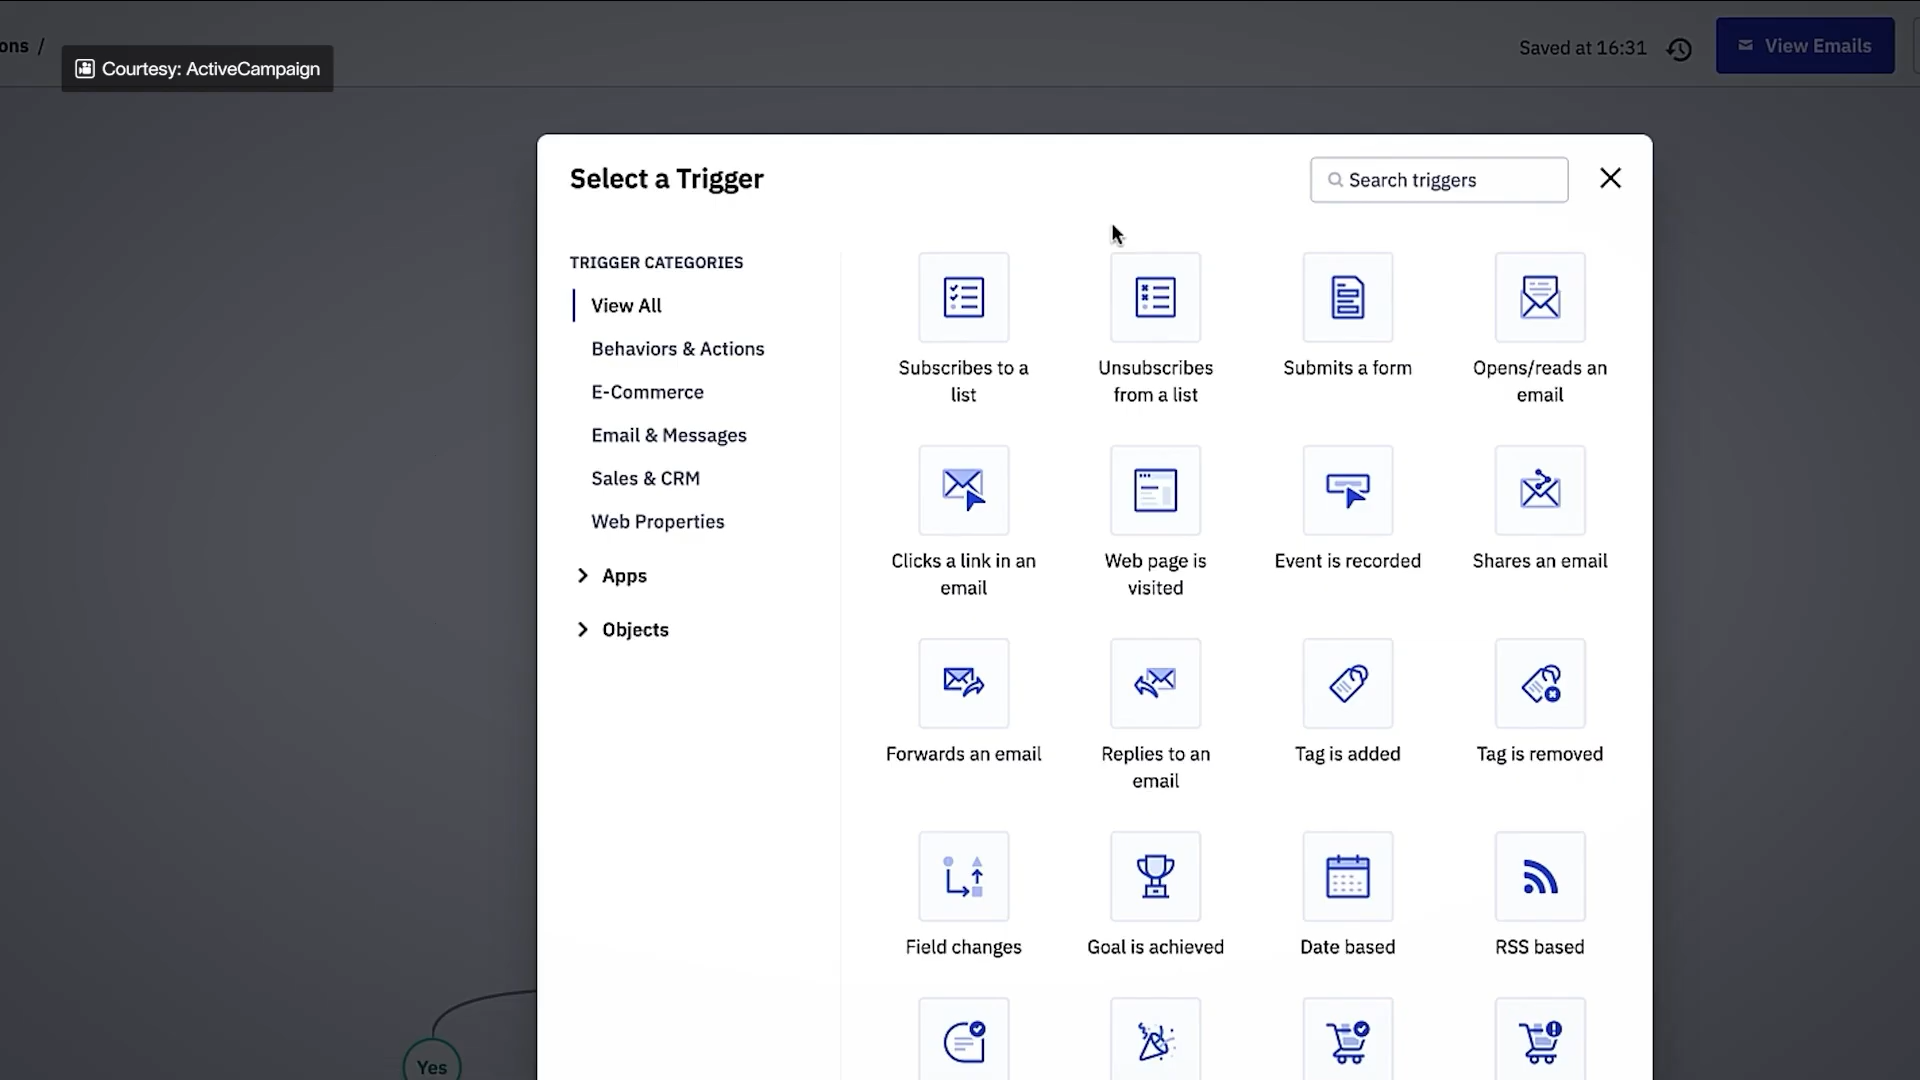 ons /
Courtesy: ActiveCampaign
Saved at 16:31
View Emails
Select a Trigger
Search triggers
TRIGGER CATEGORIES
View All
Behaviors & Actions
E-Commerce
Email & Messages
Sales & CRM
Web Properties
Apps
Objects
Subscribes to a
list
Unsubscribes
from a list
Submits a form
Opens/reads an
email
Clicks a link in an
email
Web page is
visited
Event is recorded
Shares an email
Forwards an email
Replies to an
email
Tag is added
Tag is removed
Field changes
Goal is achieved
Date based
RSS based
Yes